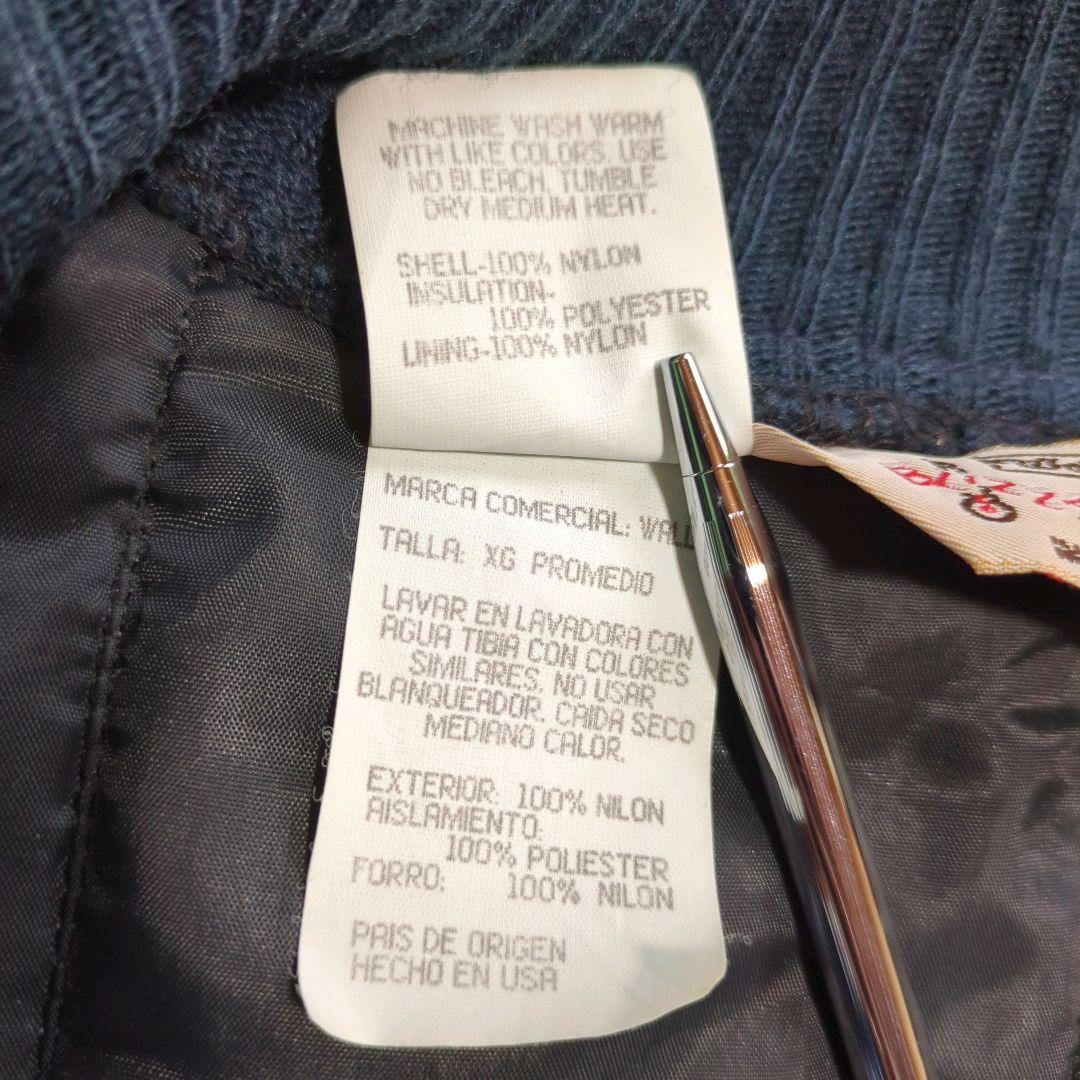 MACHINE WASH WARM
WITH LIKE COLORS. USE
NO BLEACH. TUMBLE
DRY MEDIUM HEAT.
SHELL-100% NYLON
INSULATION-
100% POLYESTER
LINING-100% NYLON
MARCA COMERCIAL:
TALLA: XG PROMEDIO
LAVAR EN LAVADORA CON
AGUA TIBIA CON COLORES
SIMILARES. NO USAR
BLANQUEADOR. CAIDA SECO
MEDIANO CALOR.
EXTERIOR: 100% NILON
AISLAMIENTO:
100% POLIESTER
FORRO: 100% NILON
PAIS DE ORIGEN
HECHO EN USA